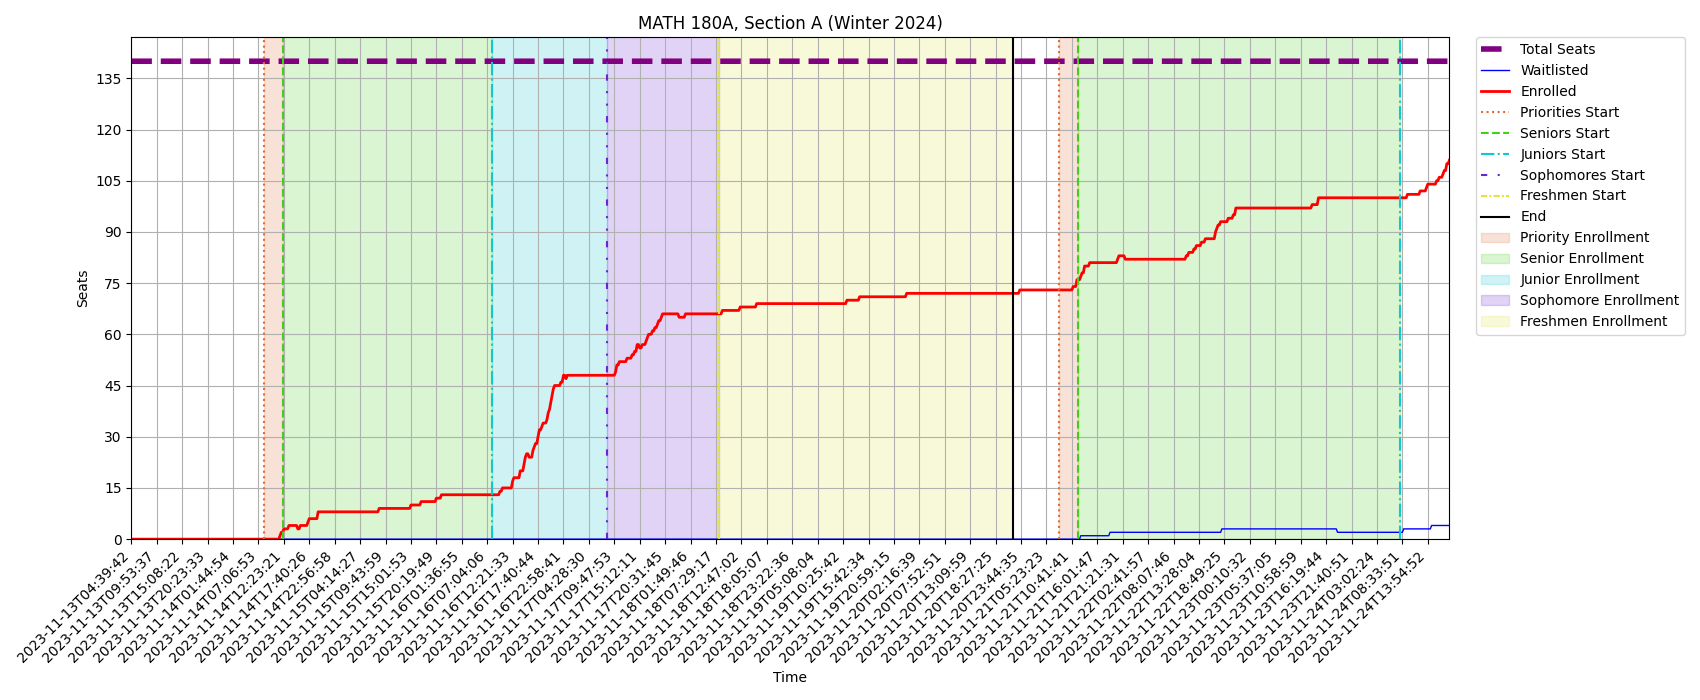 MATH 180A, Section A (Winter 2024)
Seats
135
120
105
90
75
60
45
30
15
0
2023-11-13T04:39:42
2023-11-13T09:53:37
2023-11-13T15:08:22
2023-11-13T20:23:33
2023-11-14T01:44:54
2023-11-14T07:06:53
2023-11-14T12:23:21
2023-11-14T17:40:26
2023-11-14T22:56:58
2023-11-15T04:14:27
2023-11-15T09:43:59
2023-11-15T15:01:53
2023-11-15T20:19:49
2023-11-16T01:36:55
2023-11-16T07:04:06
2023-11-16T12:21:33
2023-11-16T17:40:44
2023-11-16T22:58:41
2023-11-17T04:28:30
2023-11-17T09:47:53
2023-11-17T15:12:11
2023-11-17T20:31:45
2023-11-18T01:49:46
2023-11-18T07:29:17
2023-11-18T12:47:02
2023-11-18T18:05:07
2023-11-18T23:22:36
2023-11-19T05:08:04
2023-11-19T10:25:42
2023-11-19T15:42:34
2023-11-19T20:59:15
2023-11-20T02:16:39
2023-11-20T07:52:51
2023-11-20T13:09:59
2023-11-20T18:27:25
2023-11-20T23:44:35
2023-11-21T05:23:23
2023-11-21T10:41:41
2023-11-21T16:01:47
2023-11-21T21:21:31
2023-11-22T02:41:57
2023-11-22T08:07:46
2023-11-22T13:28:04
2023-11-22T18:49:25
2023-11-23T00:10:32
2023-11-23T05:37:05
2023-11-23T10:58:59
2023-11-23T16:19:44
2023-11-23T21:40:51
2023-11-24T03:02:24
2023-11-24T08:33:51
2023-11-24T13:54:52
Time
Total Seats
Waitlisted
Enrolled
Priorities Start
Seniors Start
Juniors Start
Sophomores Start
Freshmen Start
End
Priority Enrollment
Senior Enrollment
Junior Enrollment
Sophomore Enrollment
Freshmen Enrollment